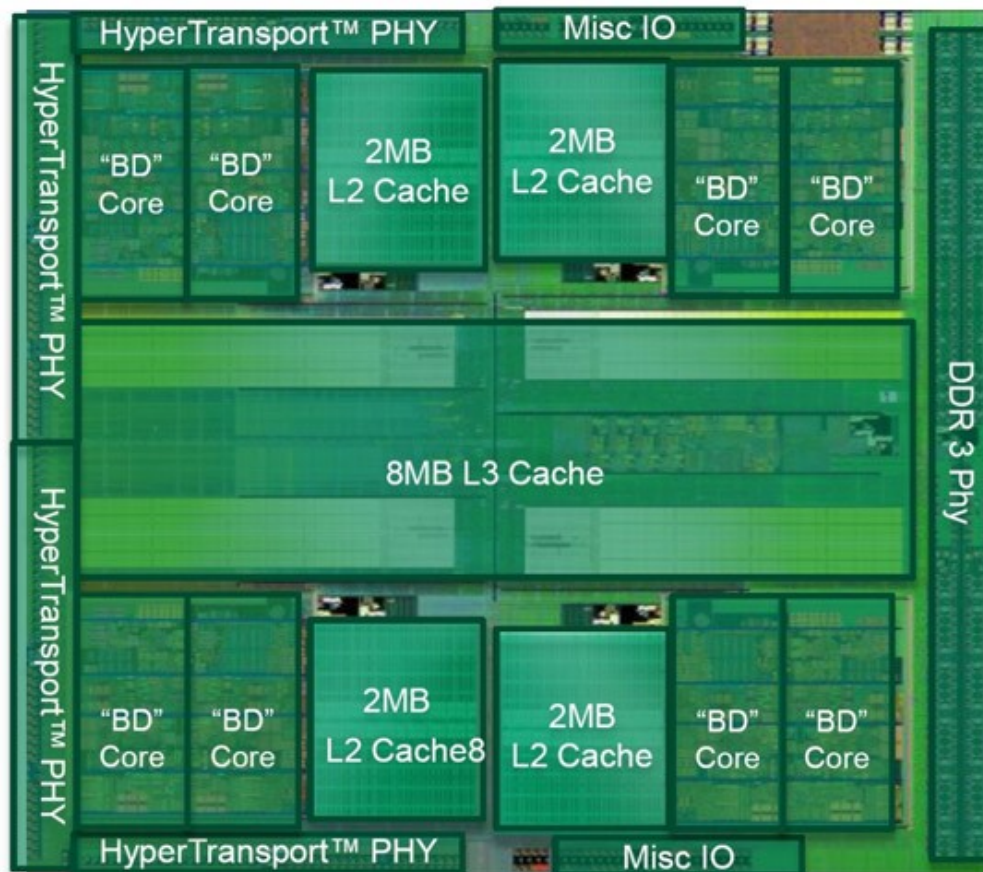 HyperTransport™ PHY
Misc IO
HyperTransport™ PHY
"BD"
Core
"BD"
Core
2MB
L2 Cache
2MB
L2 Cache
"BD"
Core
"BD"
Core
8MB L3 Cache
DDR 3 Phy
HyperTransport™ PHY
"BD"
Core
"BD"
Core
2MB
L2 Cache8
2MB
L2 Cache
"BD"
Core
"BD"
Core
HyperTransport™ PHY
Misc IO